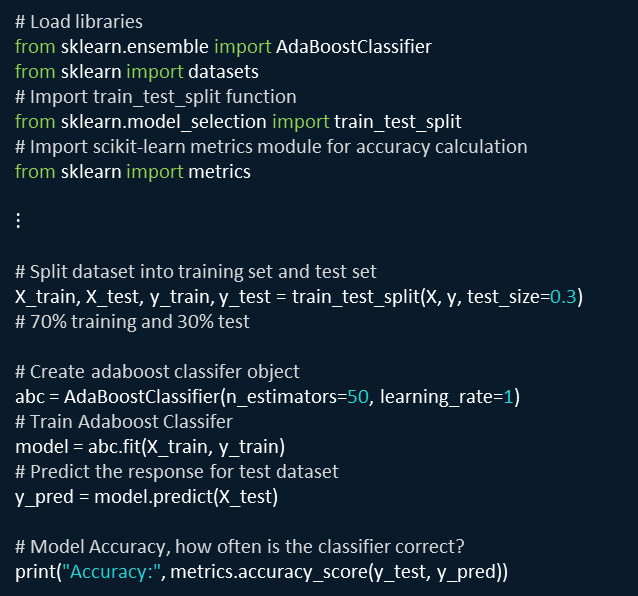 # Load libraries
from sklearn.ensemble import AdaBoostClassifier
from sklearn import datasets
# Import train_test_split function
from sklearn.model_selection import train_test_split
# Import scikit-learn metrics module for accuracy calculation
from sklearn import metrics
⋮
# Split dataset into training set and test set
X_train, X_test, y_train, y_test = train_test_split(X, y, test_size=0.3)
# 70% training and 30% test
# Create adaboost classifer object
abc = AdaBoostClassifier(n_estimators=50, learning_rate=1)
# Train Adaboost Classifer
model = abc.fit(X_train, y_train)
# Predict the response for test dataset
y_pred = model.predict(X_test)
# Model Accuracy, how often is the classifier correct?
print("Accuracy:", metrics.accuracy_score(y_test, y_pred))